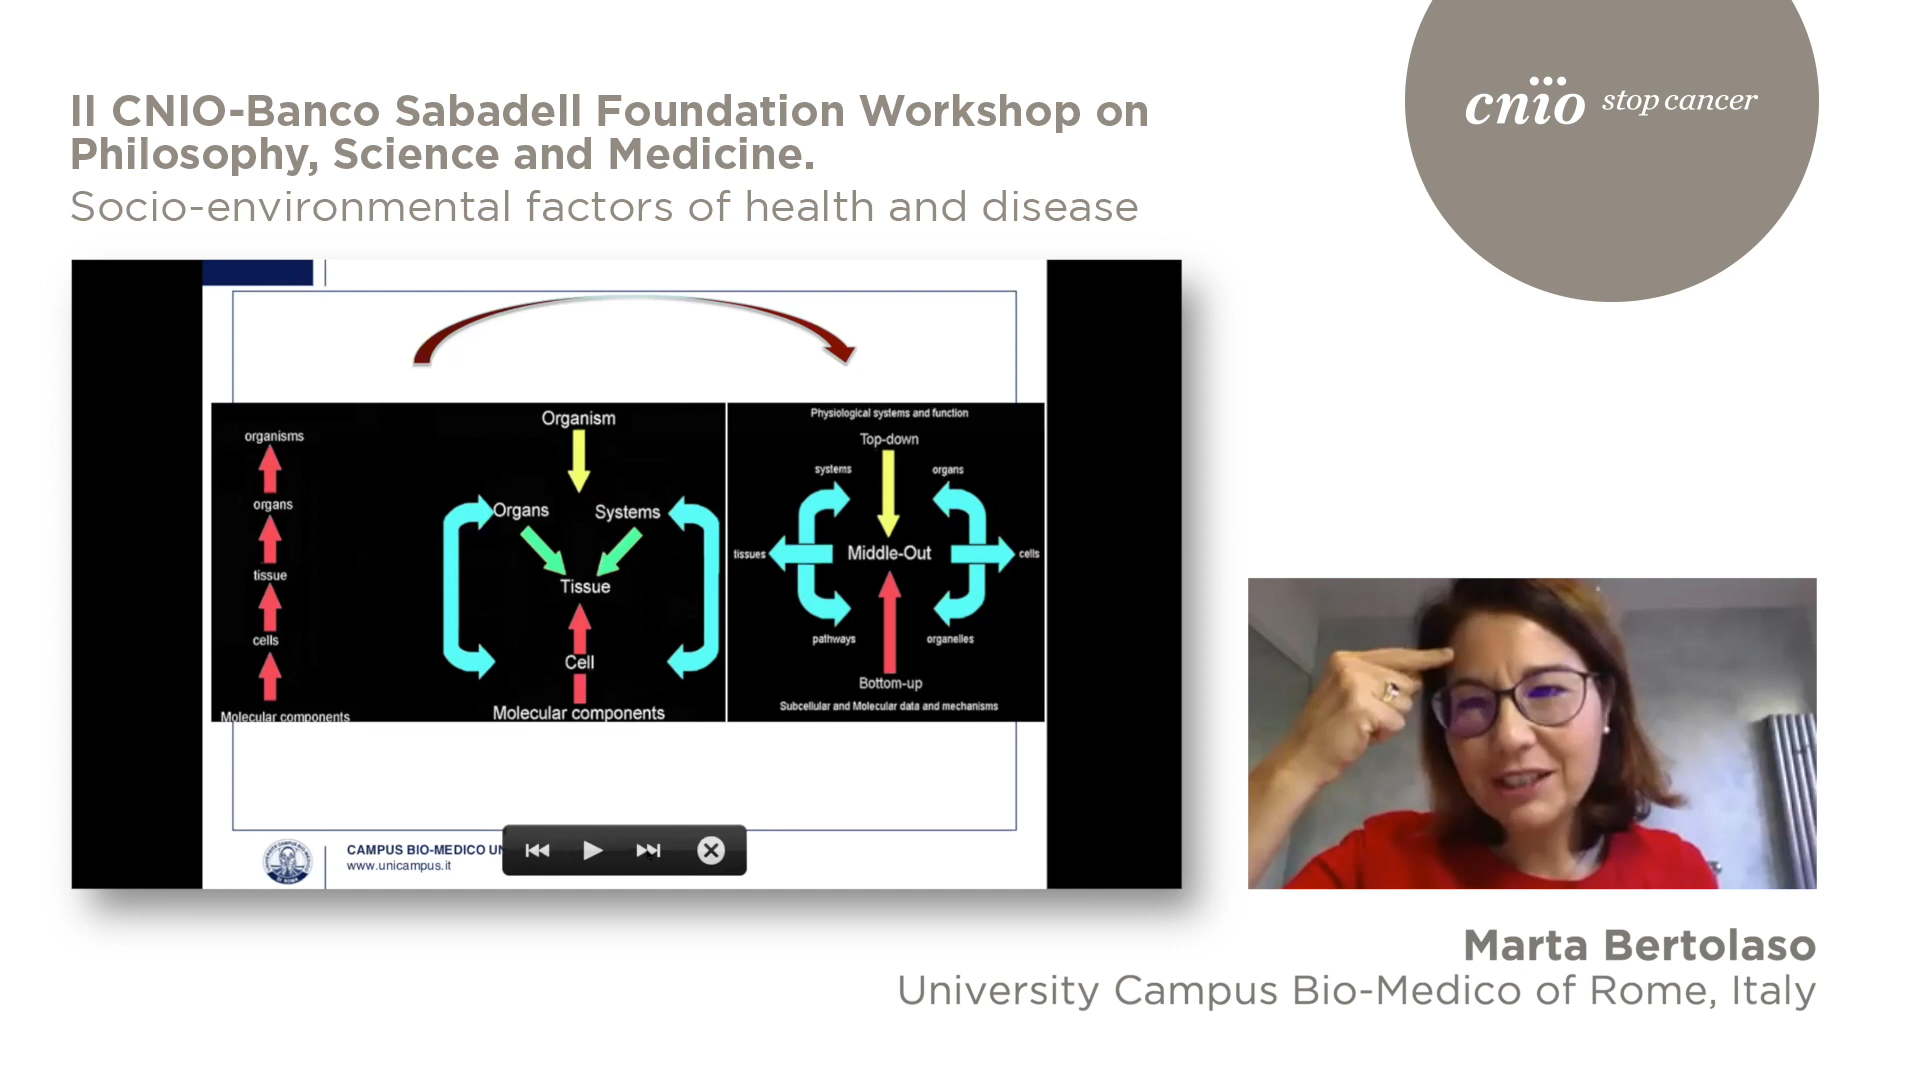 II CNIO-Banco Sabadell Foundation Workshop on
Philosophy, Science and Medicine.
Socio-environmental factors of health and disease
cnio stop cancer
organisms
organs
tissue
cells
Molecular components
Organism
Organs
Systems
Tissue
Cell
Molecular components
Physiological systems and function
Top-down
systems
organs
tissues
Middle-Out
cells
pathways
organelles
Bottom-up
Subcellular and Molecular data and mechanisms
CAMPUS BIO-MEDICO UN
www.unicampus.it
Marta Bertolaso
University Campus Bio-Medico of Rome, Italy